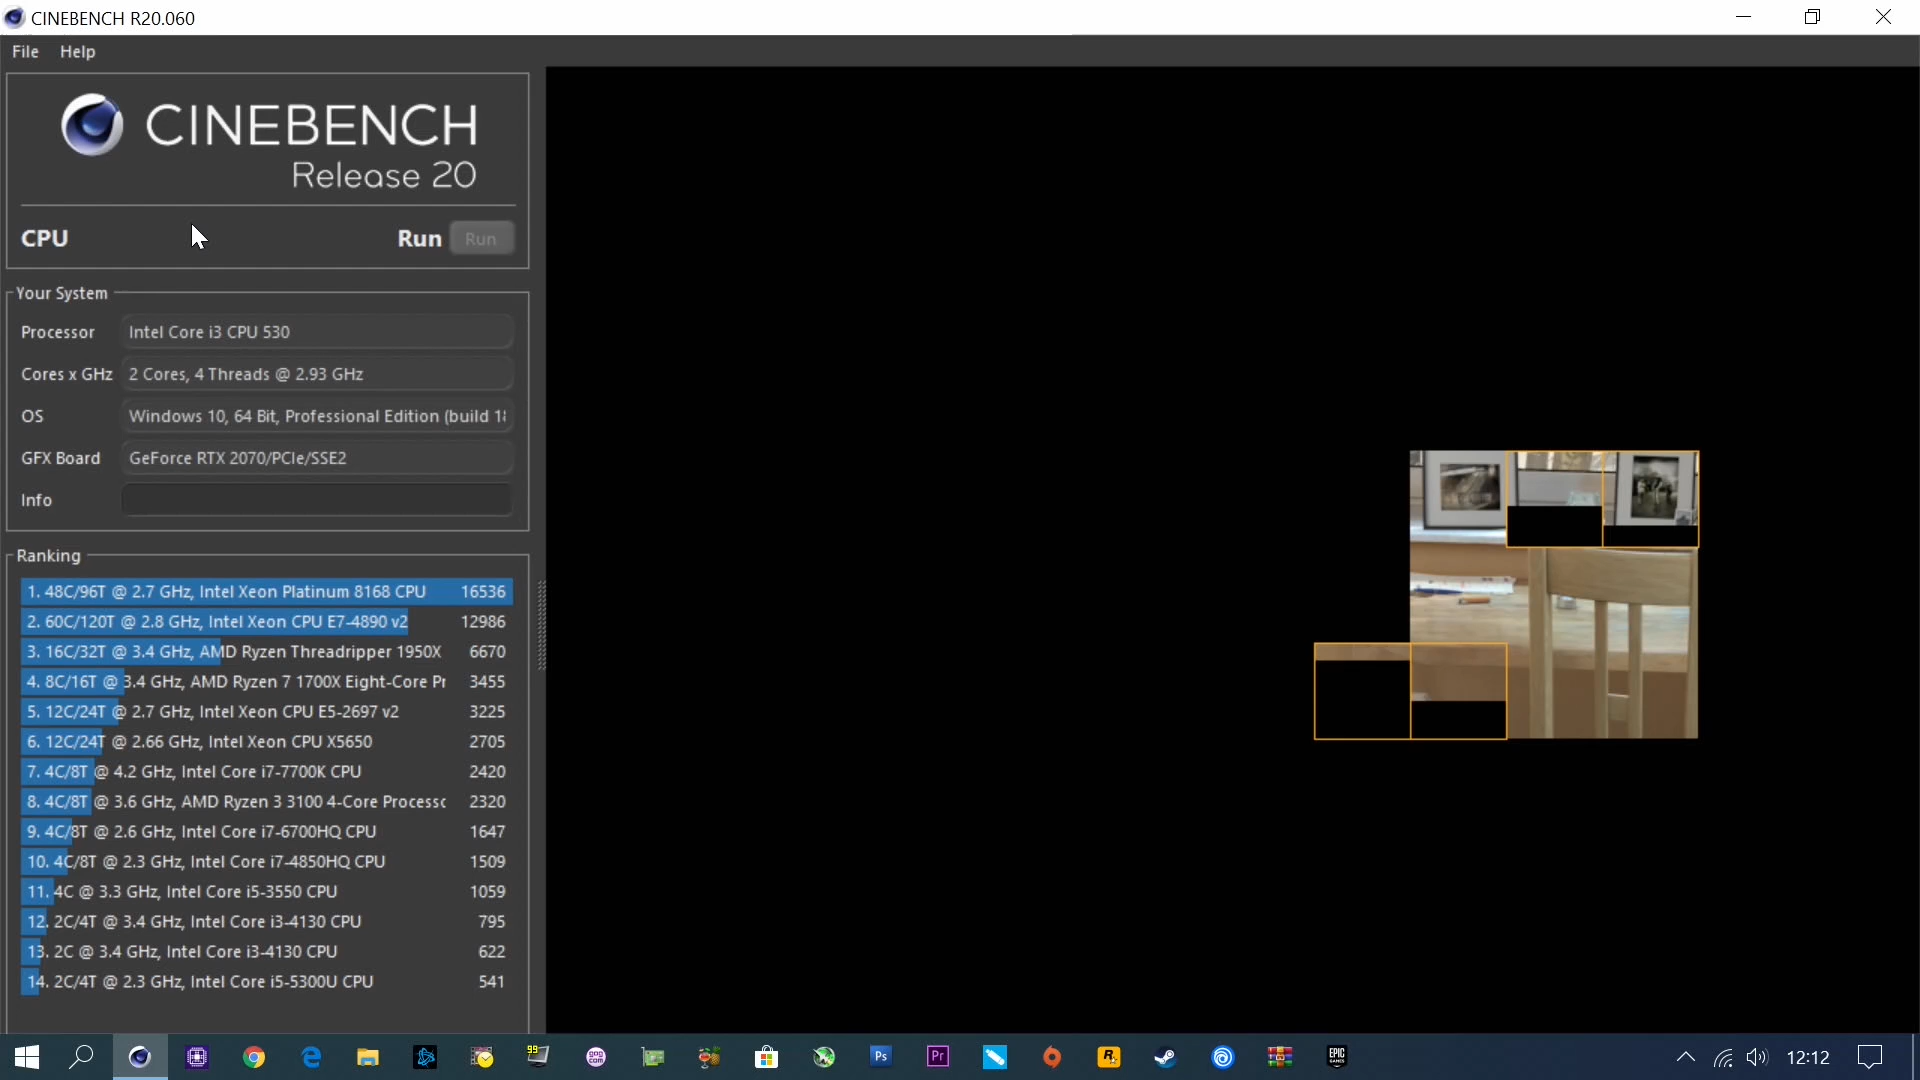 CINEBENCH R20.060
File Help
CINEBENCH
Release 20
CPU Run Run
Your System
Processor Intel Core i3 CPU 530
Cores x GHz 2 Cores, 4 Threads @ 2.93 GHz
OS Windows 10, 64 Bit, Professional Edition (build 18
GFX Board GeForce RTX 2070/PCIe/SSE2
Info
Ranking
1. 48C/96T @ 2.7 GHz, Intel Xeon Platinum 8168 CPU 16536
2. 60C/120T @ 2.8 GHz, Intel Xeon CPU E7-4890 v2 12986
3. 16C/32T @ 3.4 GHz, AMD Ryzen Threadripper 1950X 6670
4. 8C/16T @ 3.4 GHz, AMD Ryzen 7 1700X Eight-Core Pr 3455
5. 12C/24T @ 2.7 GHz, Intel Xeon CPU E5-2697 v2 3225
6. 12C/24T @ 2.66 GHz, Intel Xeon CPU X5650 2705
7. 4C/8T @ 4.2 GHz, Intel Core i7-7700K CPU 2420
8. 4C/8T @ 3.6 GHz, AMD Ryzen 3 3100 4-Core Processo 2320
9. 4C/8T @ 2.6 GHz, Intel Core i7-6700HQ CPU 1647
10. 4C/8T @ 2.3 GHz, Intel Core i7-4850HQ CPU 1509
11. 4C @ 3.3 GHz, Intel Core i5-3550 CPU 1059
12. 2C/4T @ 3.4 GHz, Intel Core i3-4130 CPU 795
13. 2C @ 3.4 GHz, Intel Core i3-4130 CPU 622
14. 2C/4T @ 2.3 GHz, Intel Core i5-5300U CPU 541
99 GOG COM Ps Pr R EPIC GAMES 12:12